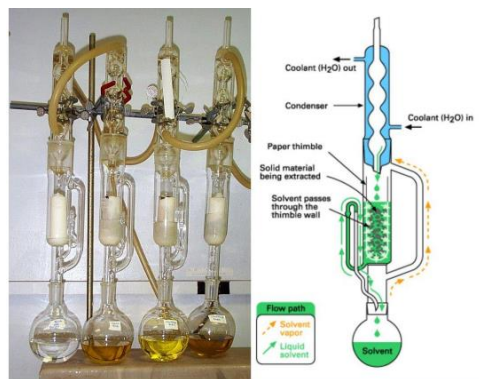 Coolant (H₂O) out
Condenser
Coolant (H₂O) in
Paper thimble
Solid material
being extracted
Solvent passes
through the
thimble wall
Flow path
Solvent
vapor
Liquid
solvent
Solvent